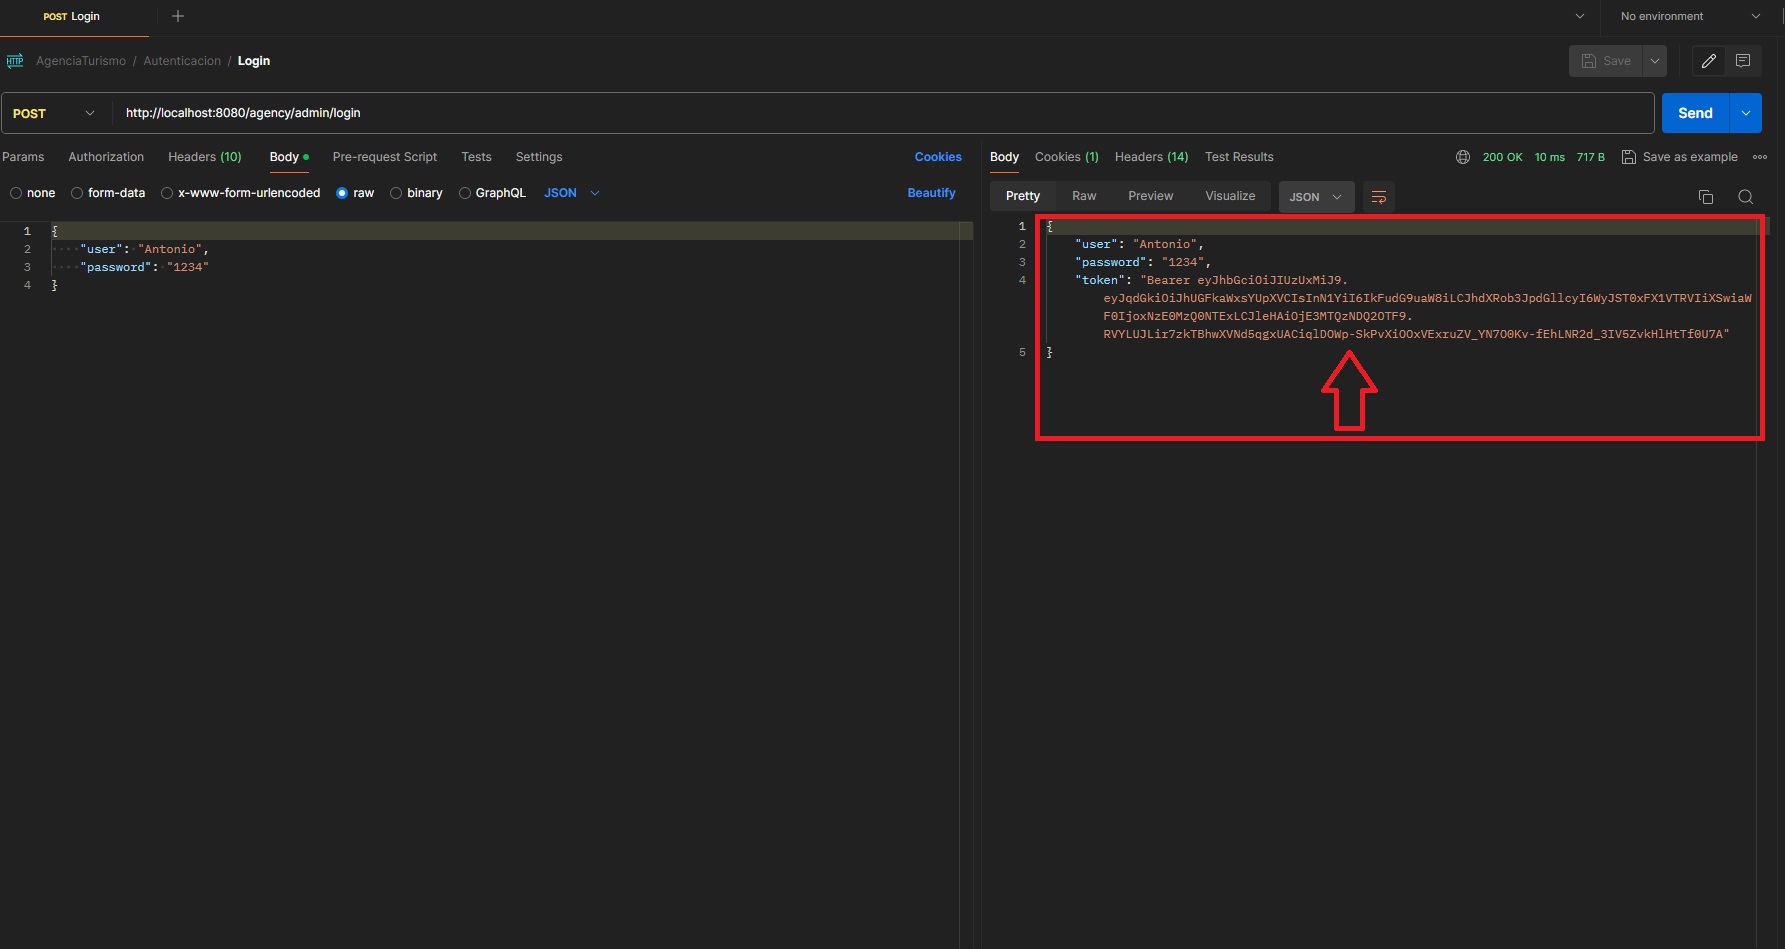 POST Login
No environment
HTTP AgenciaTurismo / Autenticacion / Login
Save
POST http://localhost:8080/agency/admin/login
Send
Params Authorization Headers (10) Body Pre-request Script Tests Settings Cookies
none form-data x-www-form-urlencoded raw binary GraphQL JSON Beautify
1 {
2 "user": "Antonio",
3 "password": "1234"
4 }
Body Cookies (1) Headers (14) Test Results 200 OK 10 ms 717 B Save as example
Pretty Raw Preview Visualize JSON
1 {
2 "user": "Antonio",
3 "password": "1234",
4 "token": "Bearer eyJhbGciOiJIUzUxMiJ9.
eyJqdGkiOiJhUGFkaWxsYUpXVCIsInN1YiI6IkFudG9uaW8iLCJhdXRob3JpdGllcyI6WyJST0xFX1VTRVIiXSwiaW
F0IjoxNzE0MzQ0NTExLCJleHAiOjE3MTQzNDQ2OTF9.
RVYLUJLir7zkTBhwXVNd5qgxUACiqlDOWp-SkPvXiOOxVExruZV_YN7O0Kv-fEhLNR2d_3IV5ZvkHlHtTf0U7A"
5 }